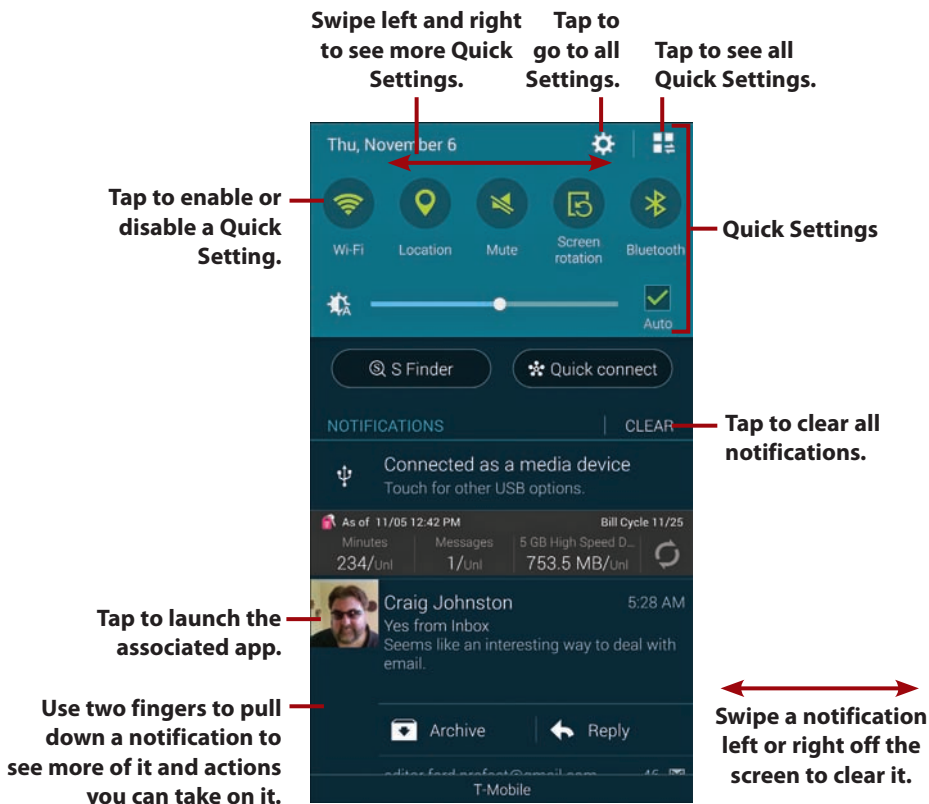 Swipe left and right
to see more Quick
Settings.
Tap to
go to all
Settings.
Tap to see all
Quick Settings.
Thu, November 6
Tap to enable or
disable a Quick
Setting.
Wi-Fi
Location
Mute
Screen
rotation
Bluetooth
Quick Settings
A
Auto
S Finder
Quick connect
NOTIFICATIONS
CLEAR
Tap to clear all
notifications.
Connected as a media device
Touch for other USB options.
As of 11/05 12:42 PM
Bill Cycle 11/25
Minutes
234/Unl
Messages
1/Unl
5 GB High Speed D...
753.5 MB/Unl
Tap to launch the
associated app.
Craig Johnston
5:28 AM
Yes from Inbox
Seems like an interesting way to deal with
email.
Use two fingers to pull
down a notification to
see more of it and actions
you can take on it.
Archive
Reply
Swipe a notification
left or right off the
screen to clear it.
T-Mobile